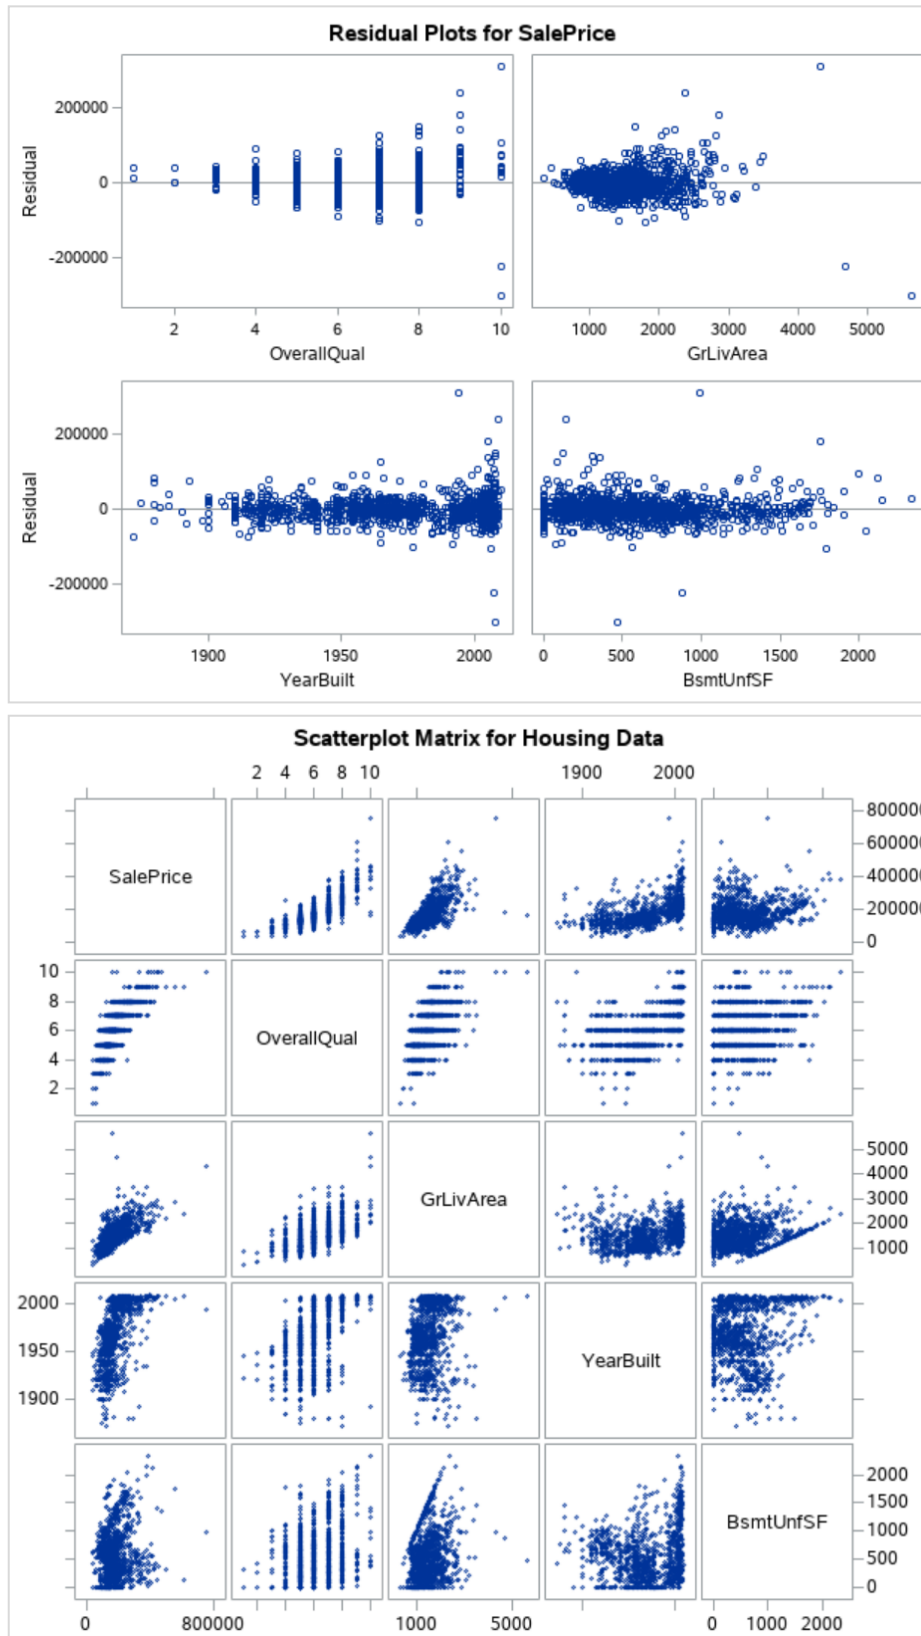 Residual Plots for SalePrice
Residual
200000
0
-200000
2 4 6 8 10
OverallQual
1000 2000 3000 4000 5000
GrLivArea
Residual
200000
0
-200000
1900 1950 2000
YearBuilt
0 500 1000 1500 2000
BsmtUnfSF
Scatterplot Matrix for Housing Data
2 4 6 8 10 1900 2000
SalePrice
600000
400000
200000
0
10
8
6
4
2
OverallQual
GrLivArea
5000
4000
3000
2000
1000
2000
1950
1900
YearBuilt
BsmtUnfSF
2000
1500
1000
500
0
0 800000 1000 5000 0 1000 2000